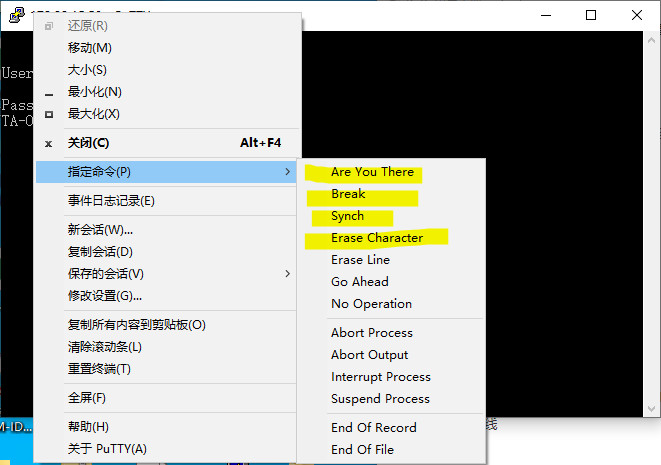 还原(R)
移动(M)
User
大小(S)
最小化(N)
Pass
最大化(X)
TA-O
关闭(C) Alt+F4
指定命令(P)
Are You There
Break
Synch
Erase Character
Erase Line
Go Ahead
No Operation
Abort Process
Abort Output
Interrupt Process
Suspend Process
End Of Record
End Of File
事件日志记录(E)
新会话(W)...
复制会话(D)
保存的会话(V)
修改设置(G)...
复制所有内容到剪贴板(O)
清除滚动条(L)
重置终端(T)
全屏(F)
帮助(H)
关于 PuTTY(A)
M-ID...
线